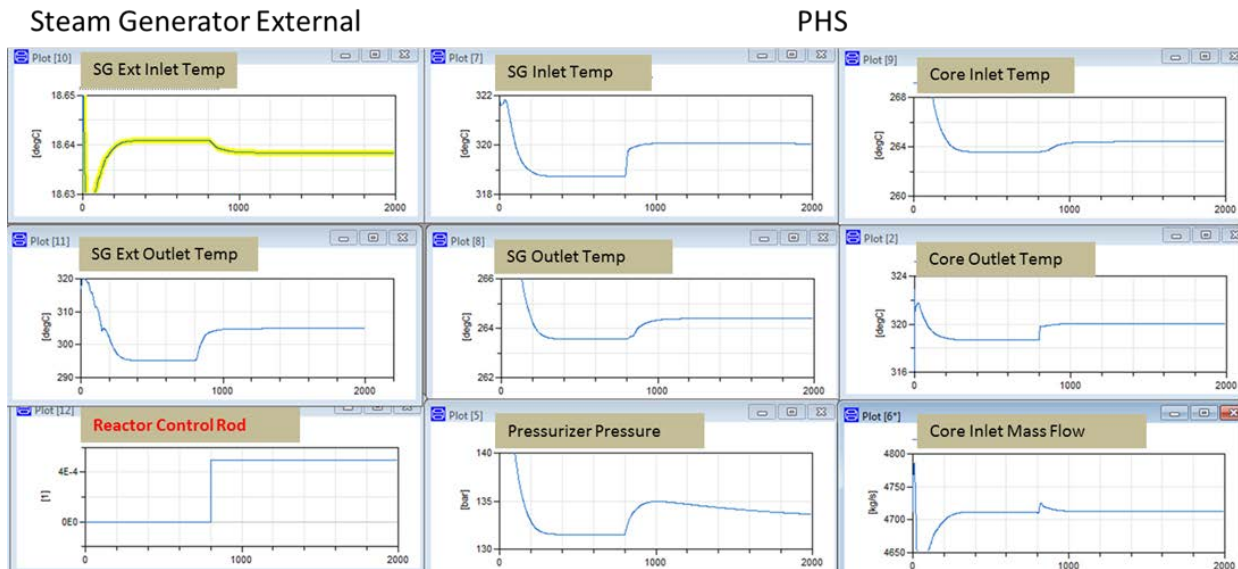 Steam Generator External
PHS
Plot [10]
SG Ext Inlet Temp
18.65
18.64
18.63
[degC]
0
1000
2000
Plot [7]
SG Inlet Temp
322
320
318
[degC]
0
1000
2000
Plot [9]
Core Inlet Temp
268
264
260
[degC]
0
1000
2000
Plot [11]
SG Ext Outlet Temp
320
305
300
290
[degC]
0
1000
2000
Plot [8]
SG Outlet Temp
266
264
262
[degC]
0
1000
2000
Plot [2]
Core Outlet Temp
324
320
316
[degC]
0
1000
2000
Plot [12]
Reactor Control Rod
4E-4
0E0
[1]
0
1000
2000
Plot [5]
Pressurizer Pressure
140
135
130
[bar]
0
1000
2000
Plot [6*]
Core Inlet Mass Flow
4800
4750
4700
4650
[kg/s]
0
1000
2000